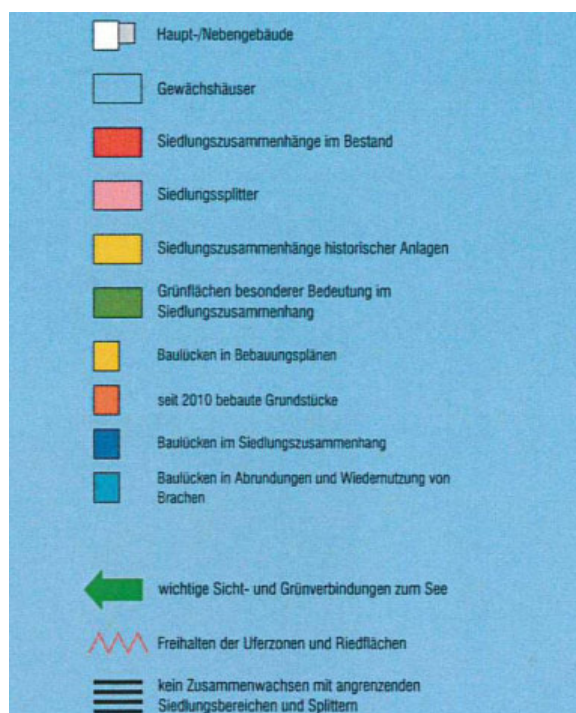 Haupt-/Nebengebäude
Gewächshäuser
Siedlungszusammenhänge im Bestand
Siedlungssplitter
Siedlungszusammenhänge historischer Anlagen
Grünflächen besonderer Bedeutung im
Siedlungszusammenhang
Baulücken in Bebauungsplänen
seit 2010 bebaute Grundstücke
Baulücken im Siedlungszusammenhang
Baulücken in Abrundungen und Wiedernutzung von
Brachen
wichtige Sicht- und Grünverbindungen zum See
Freihalten der Uferzonen und Riedflächen
kein Zusammenwachsen mit angrenzenden
Siedlungsbereichen und Splittern